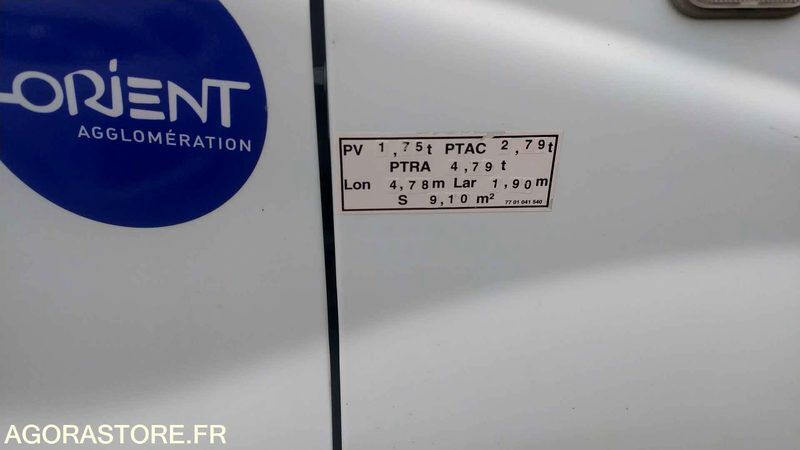 LORIENT
AGGLOMÉRATION
PV 1,75t PTAC 2,79t
PTRA 4,79 t
Lon 4,78m Lar 1,90m
S 9,10 m²
77 01 041 540
AGORASTORE.FR